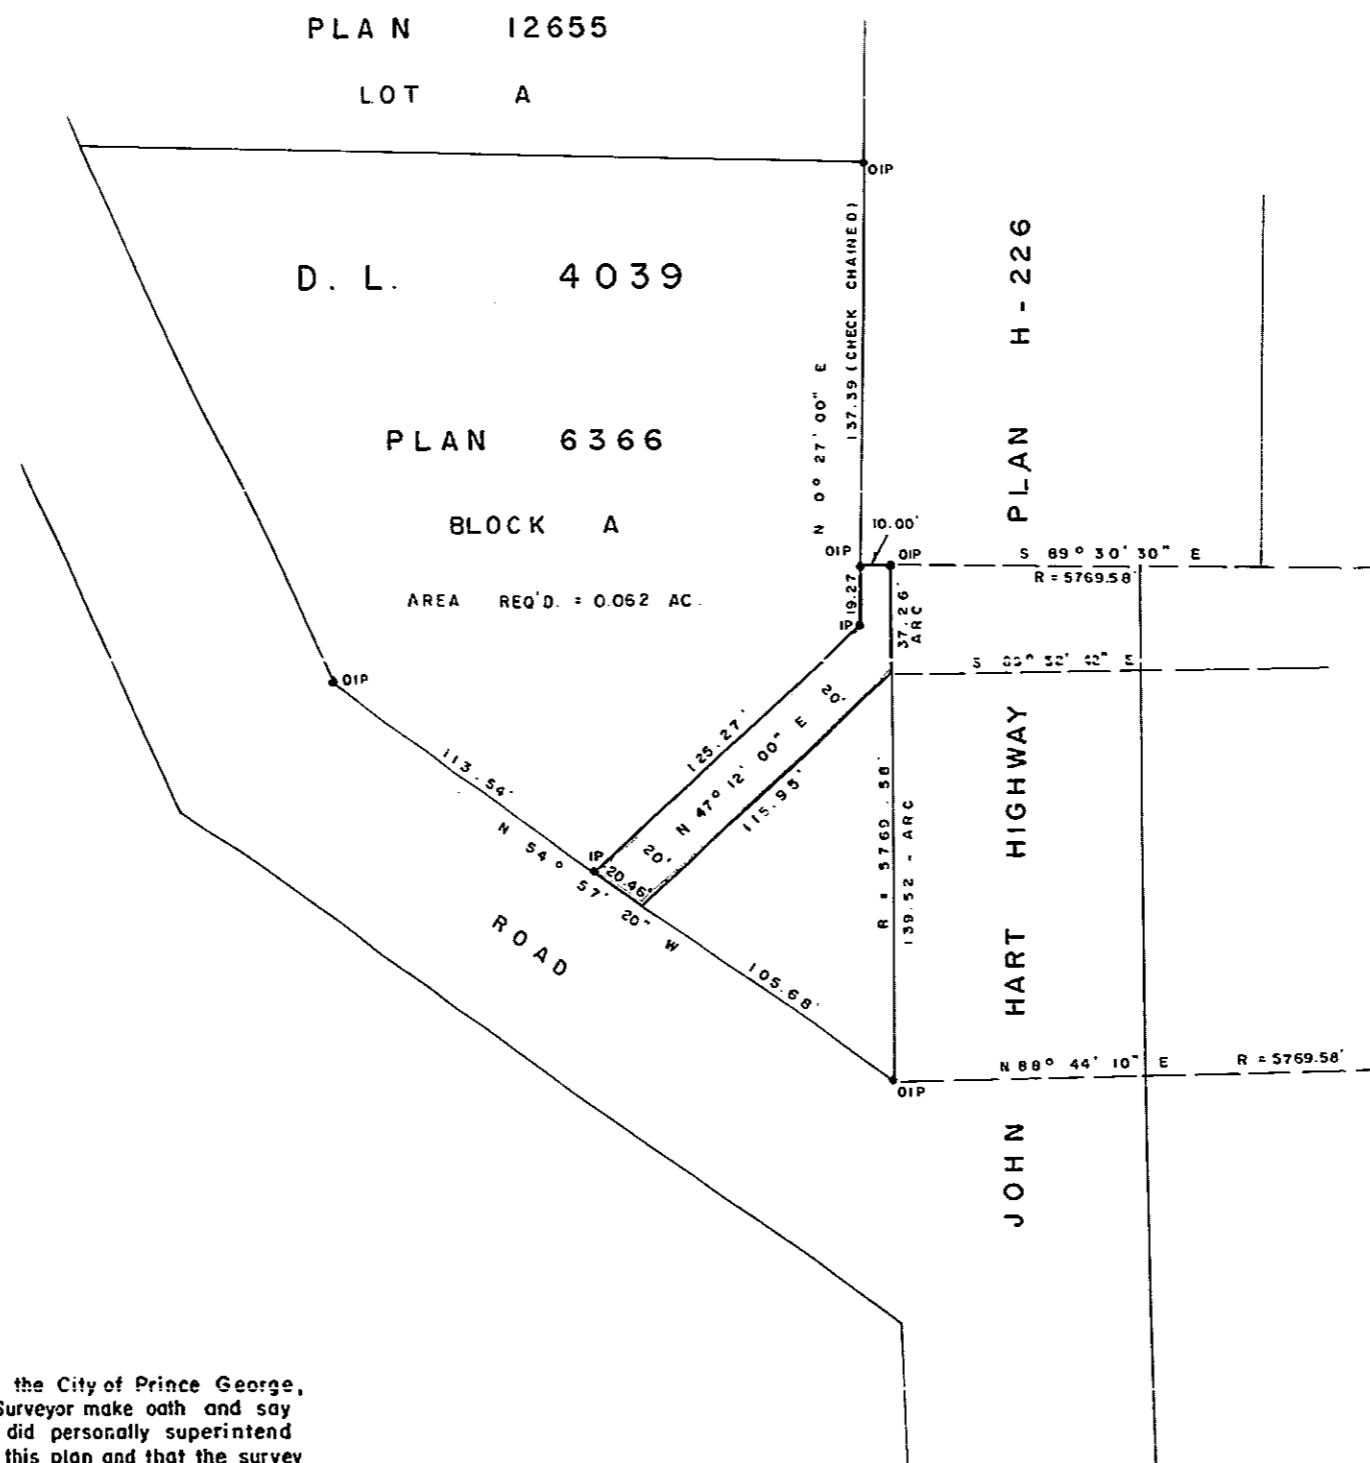 PLAN 12655
LOT A
OIP
D. L. 4039
137.39 (CHECK CHAINED)
N 0° 27' 00" E
PLAN H-226
PLAN 6366
BLOCK A
AREA REQ'D. = 0.062 AC.
10.00'
OIP
OIP
S 89° 30' 30" E
R = 5769.58'
19.27
37.26'
ARC
IP
OIP
125.27'
N 47° 12' 00" E
20'
20'
115.95'
113.54'
N 54° 57' 20" W
IP
20.46'
105.68'
R = 5769.58'
139.52 - ARC
ROAD
JOHN HART HIGHWAY
N 88° 44' 10" E
R = 5769.58'
OIP
the City of Prince George,
Surveyor make oath and say
did personally superintend
this plan and that the survey